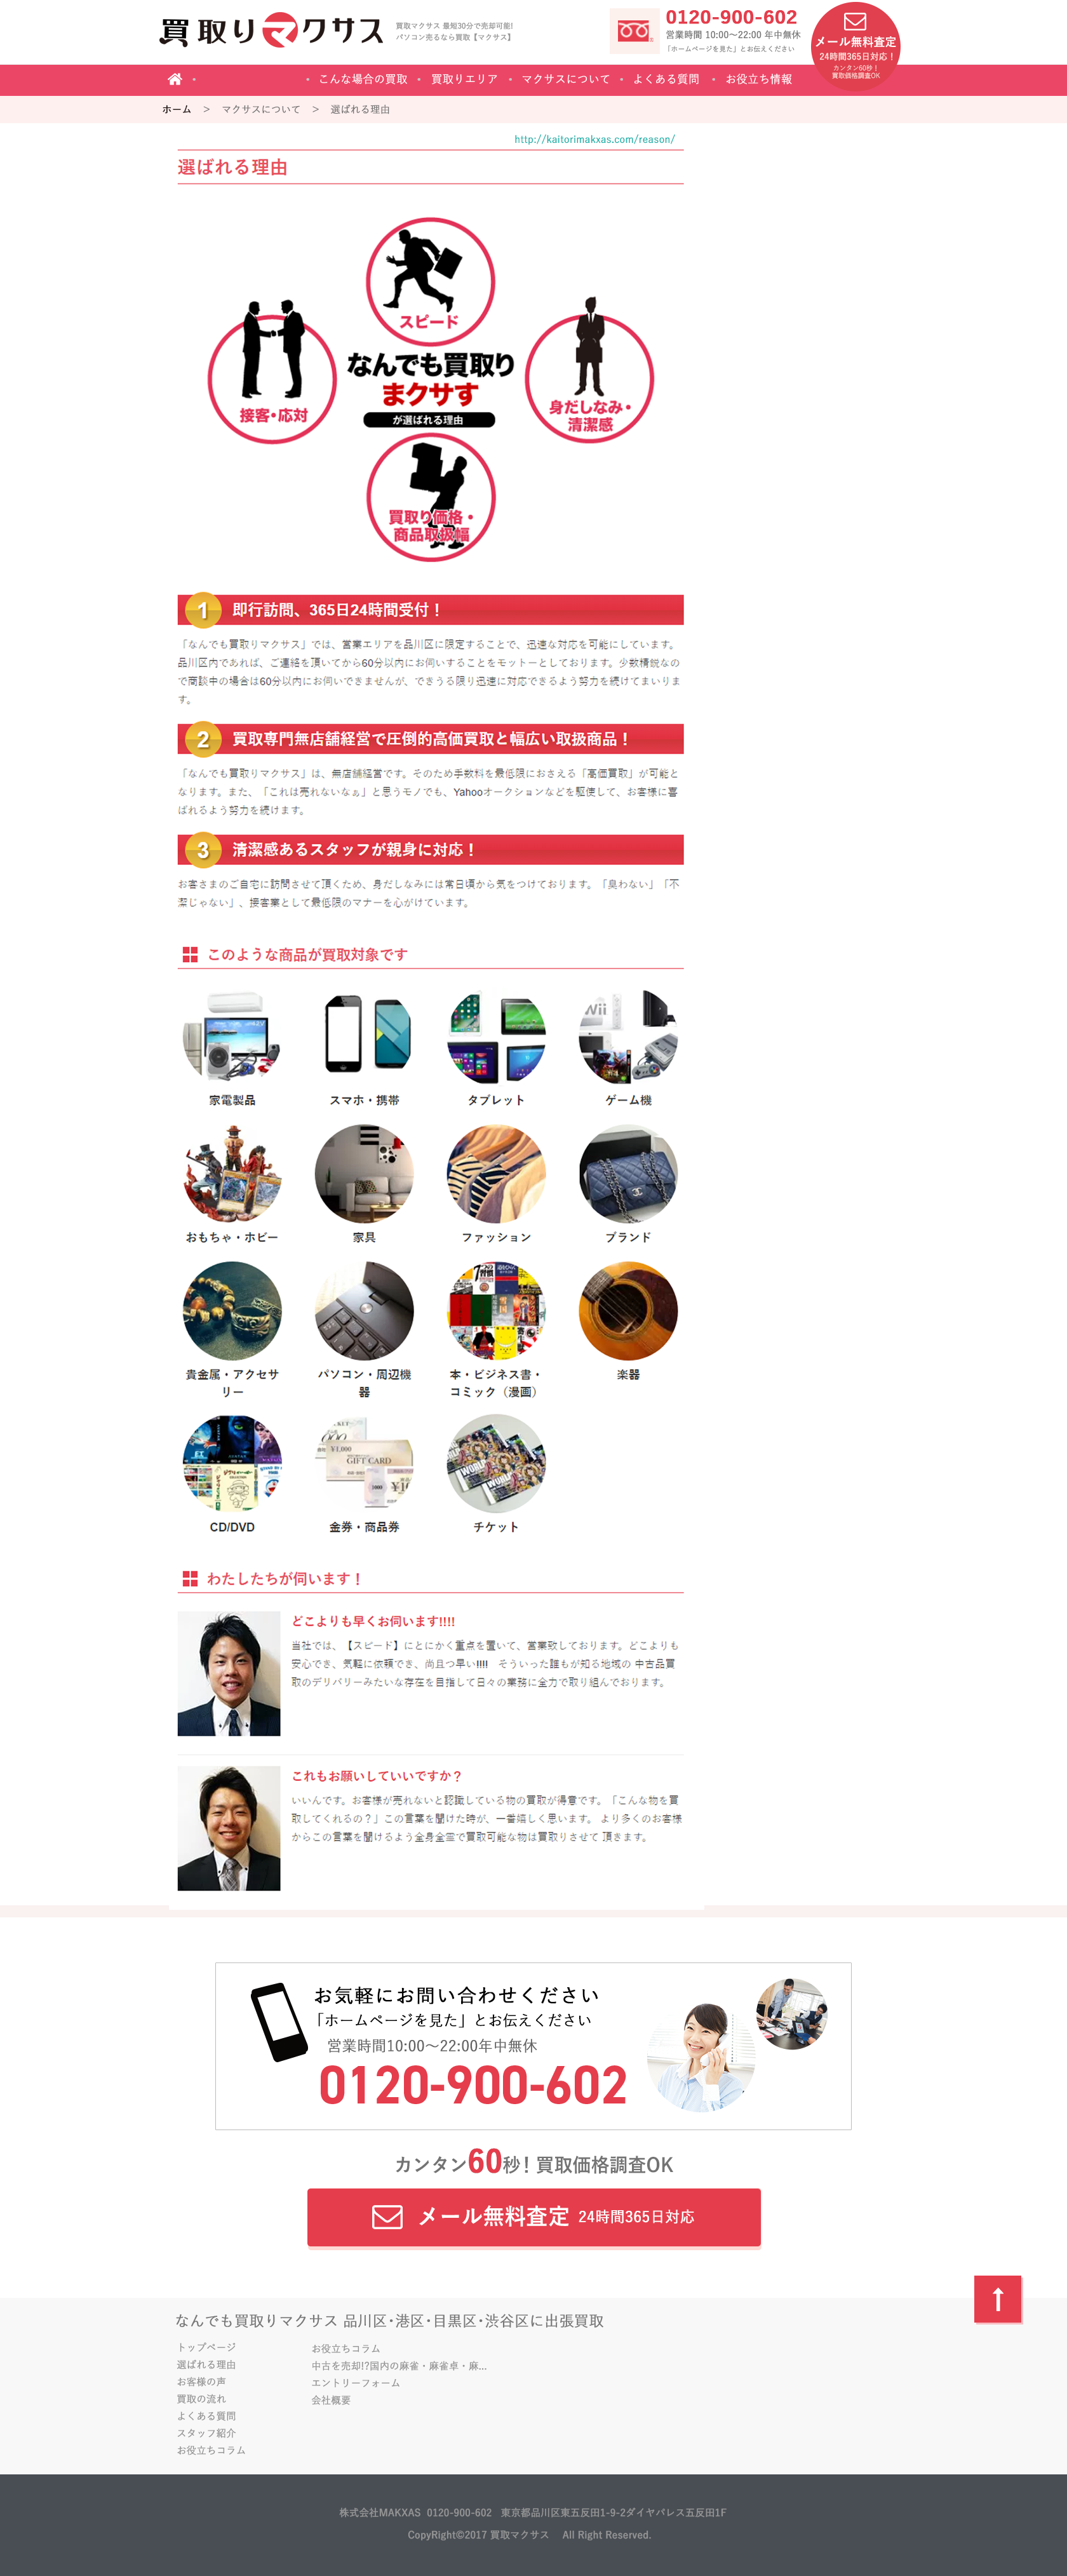 買取りマクサス
買取マクサス 最短30分で売却可能!
パソコン売るなら買取【マクサス】
0120-900-602
営業時間 10:00～22:00 年中無休
「ホームページを見た」とお伝えください
メール無料査定
24時間365日対応！
カンタン60秒！
買取価格調査OK
こんな場合の買取
買取りエリア
マクサスについて
よくある質問
お役立ち情報
ホーム > マクサスについて > 選ばれる理由
http://kaitorimakxas.com/reason/
選ばれる理由
スピード
接客・応対
なんでも買取り
まクサす
が選ばれる理由
身だしなみ・
清潔感
買取り価格・
商品取扱幅
1 即行訪問、365日24時間受付！
「なんでも買取りマクサス」では、営業エリアを品川区に限定することで、迅速な対応を可能にしています。
品川区内であれば、ご連絡を頂いてから60分以内にお伺いすることをモットーとしております。少数精鋭なの
で商談中の場合は60分以内にお伺いできませんが、できうる限り迅速に対応できるよう努力を続けてまいりま
す。
2 買取専門無店舗経営で圧倒的高価買取と幅広い取扱商品！
「なんでも買取りマクサス」は、無店舗経営です。そのため手数料を最低限におさえる「高価買取」が可能と
なります。また、「これは売れないなぁ」と思うモノでも、Yahooオークションなどを駆使して、お客様に喜
ばれるよう努力を続けます。
3 清潔感あるスタッフが親身に対応！
お客さまのご自宅に訪問させて頂くため、身だしなみには常日頃から気をつけております。「臭わない」「不
潔じゃない」、接客業として最低限のマナーを心がけています。
このような商品が買取対象です
家電製品
スマホ・携帯
タブレット
ゲーム機
おもちゃ・ホビー
家具
ファッション
ブランド
貴金属・アクセサ
リー
パソコン・周辺機
器
本・ビジネス書・
コミック（漫画）
楽器
¥1,000
GIFT CARD
CD/DVD
金券・商品券
チケット
わたしたちが伺います！
どこよりも早くお伺います!!!!
当社では、【スピード】にとにかく重点を置いて、営業致しております。どこよりも
安心でき、気軽に依頼でき、尚且つ早い!!!!　そういった誰もが知る地域の 中古品買
取のデリバリーみたいな存在を目指して日々の業務に全力で取り組んでおります。
これもお願いしていいですか？
いいんです。お客様が売れないと認識している物の買取が得意です。「こんな物を買
取してくれるの？」この言葉を聞けた時が、一番嬉しく思います。 より多くのお客様
からこの言葉を聞けるよう全身全霊で買取可能な物は買取りさせて 頂きます。
お気軽にお問い合わせください
「ホームページを見た」とお伝えください
営業時間10:00～22:00年中無休
0120-900-602
カンタン60秒！買取価格調査OK
メール無料査定 24時間365日対応
なんでも買取りマクサス 品川区･港区･目黒区･渋谷区に出張買取
トップページ
選ばれる理由
お客様の声
買取の流れ
よくある質問
スタッフ紹介
お役立ちコラム
お役立ちコラム
中古を売却!?国内の麻雀・麻雀卓・麻...
エントリーフォーム
会社概要
株式会社MAKXAS 0120-900-602 東京都品川区東五反田1-9-2ダイヤパレス五反田1F
CopyRight©2017 買取マクサス All Right Reserved.